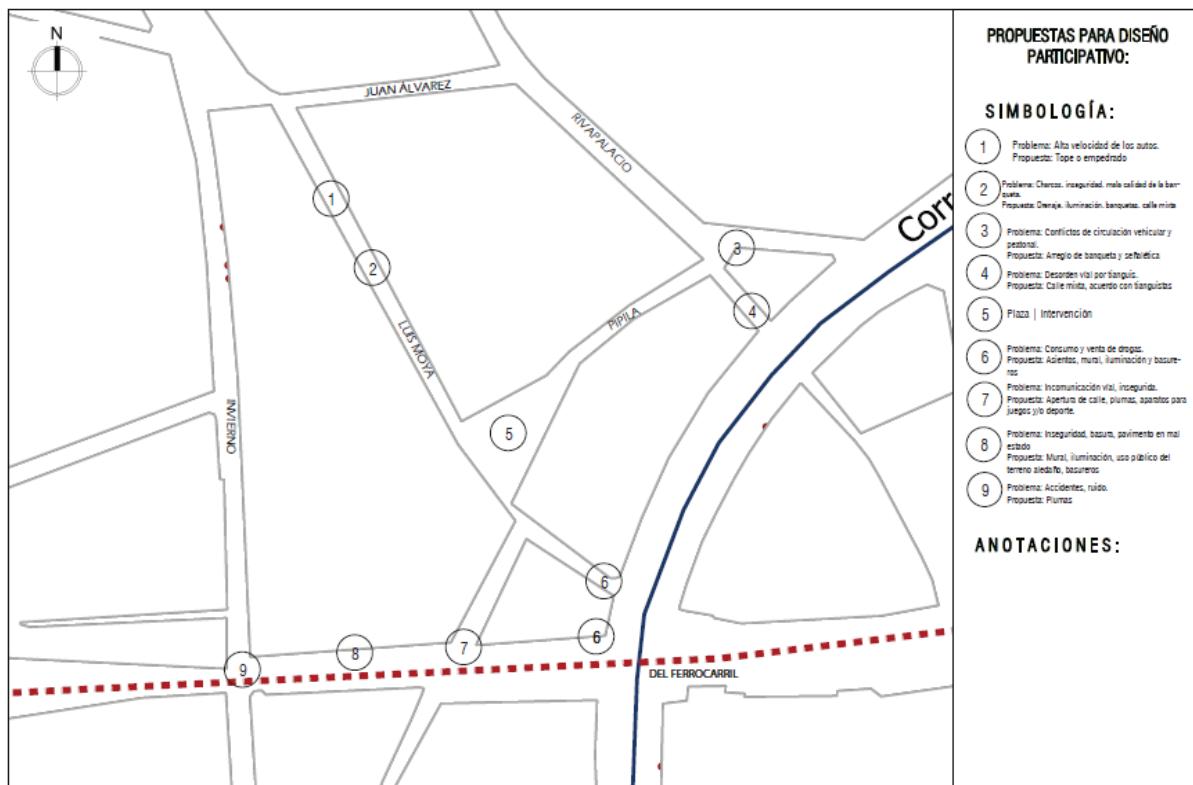 N
JUAN ÁLVAREZ
RIVAPALACIO
Corr
1
2
3
4
LUIS MOYA
PIPILA
5
INVIERNO
6
6
7
8
9
DEL FERROCARRIL
PROPUESTAS PARA DISEÑO
PARTICIPATIVO:
SIMBOLOGÍA:
1
Problema: Alta velocidad de los autos.
Propuesta: Tope o empedrado
2
Problema: Charcos, inseguridad, mala calidad de la ban-
queta.
Propuesta: Drenaje, iluminación, banquetas, calle mixta
3
Problema: Conflictos de circulación vehicular y
peatonal.
Propuesta: Arreglo de banqueta y señalética
4
Problema: Desorden vial por tianguis.
Propuesta: Calle mixta, acuerdo con tianguistas
5
Plaza | Intervención
6
Problema: Consumo y venta de drogas.
Propuesta: Asientos, mural, iluminación y basure-
ros
7
Problema: Incomunicación vial, insegurida.
Propuesta: Apertura de calle, plumas, aparatos para
juegos y/o deporte.
8
Problema: Inseguridad, basura, pavimento en mal
estado
Propuesta: Mural, iluminación, uso público del
terreno aledaño, basureros
9
Problema: Accidentes, ruido.
Propuesta: Plumas
ANOTACIONES: